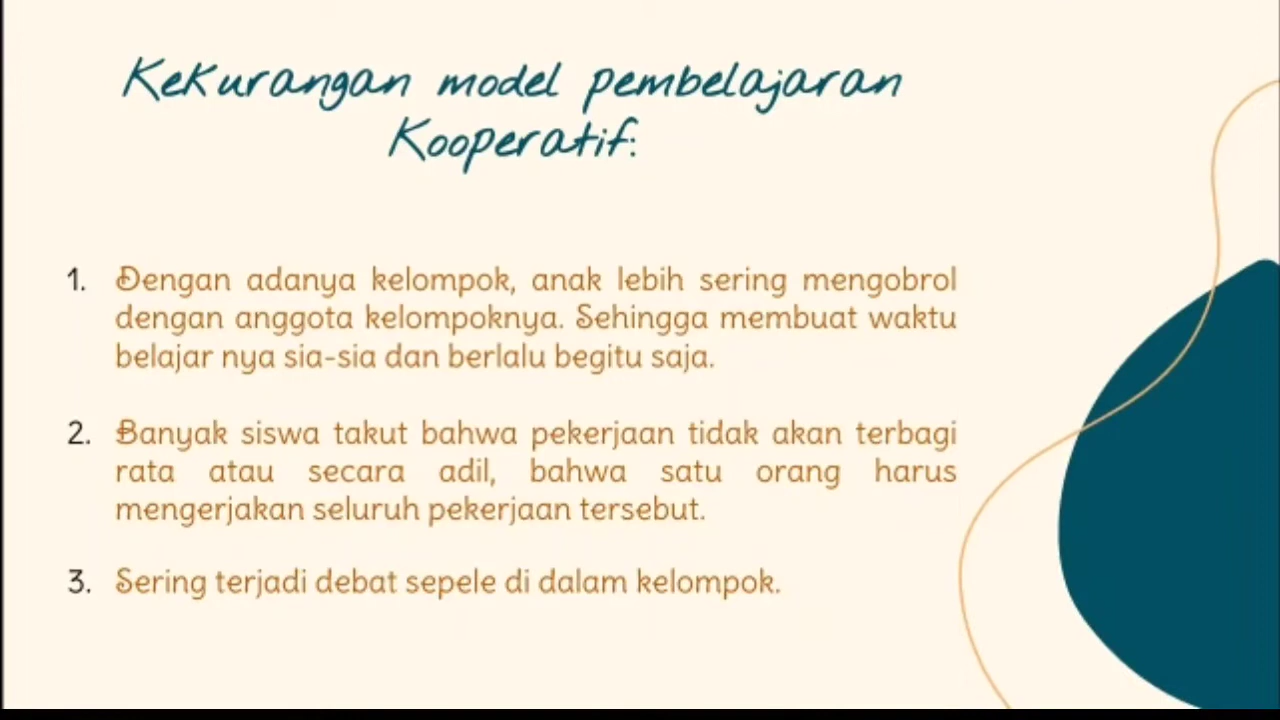 Kekurangan model pembelajaran
Kooperatif:
1. Dengan adanya kelompok, anak lebih sering mengobrol
dengan anggota kelompoknya. Sehingga membuat waktu
belajar nya sia-sia dan berlalu begitu saja.
2. Banyak siswa takut bahwa pekerjaan tidak akan terbagi
rata atau secara adil, bahwa satu orang harus
mengerjakan seluruh pekerjaan tersebut.
3. Sering terjadi debat sepele di dalam kelompok.